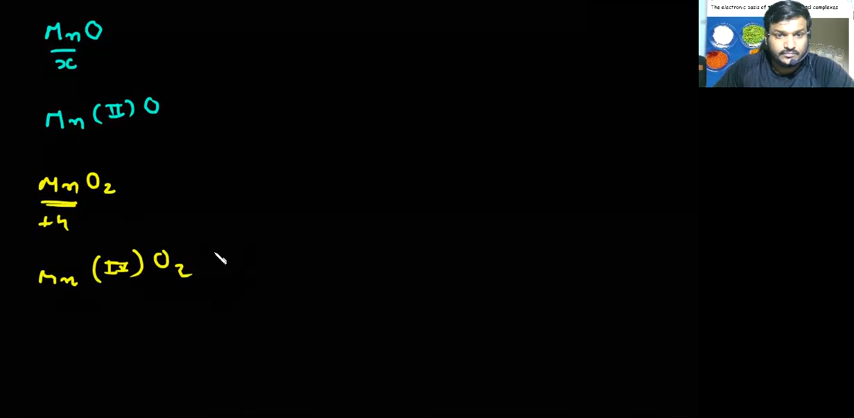 MnO
x
Mn (II) O
MnO2
+4
Mn (IV) O2
The electronic basis of complexes